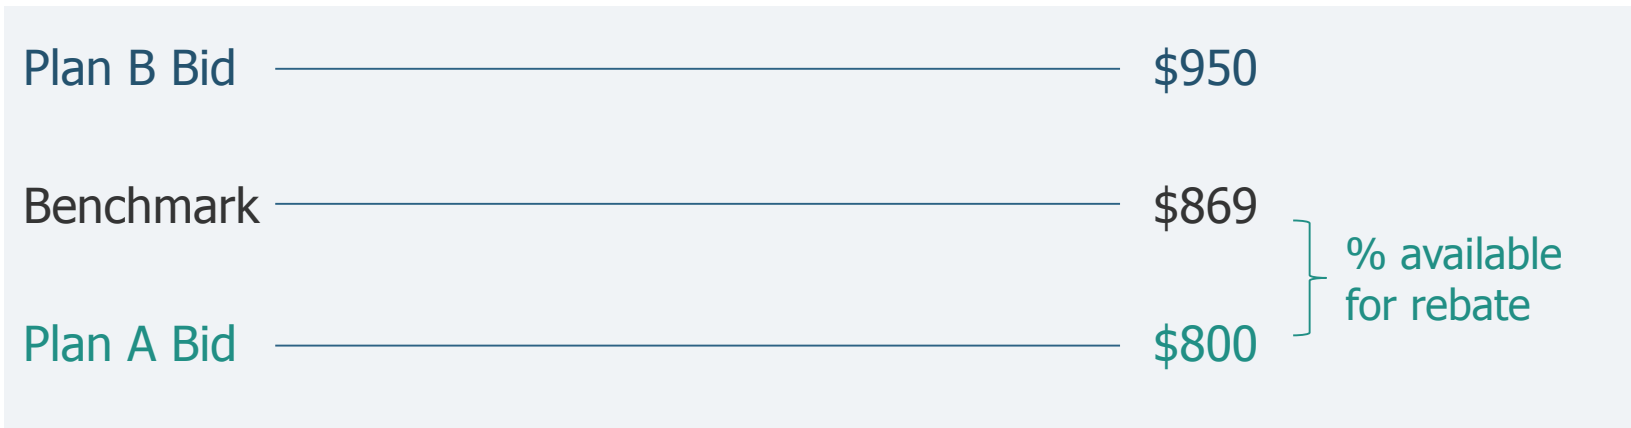 Plan B Bid $950
Benchmark $869
% available
for rebate
Plan A Bid $800